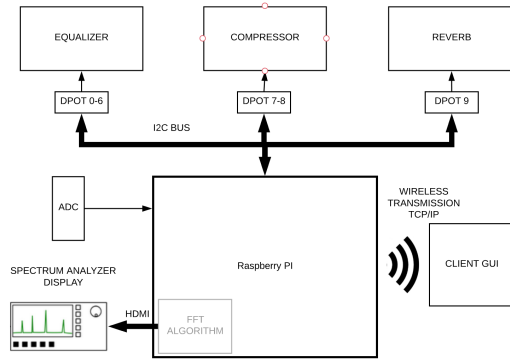 EQUALIZER
COMPRESSOR
REVERB
DPOT 0-6
DPOT 7-8
DPOT 9
I2C BUS
ADC
Raspberry PI
WIRELESS
TRANSMISSION
TCP/IP
CLIENT GUI
SPECTRUM ANALYZER
DISPLAY
HDMI
FFT
ALGORITHM